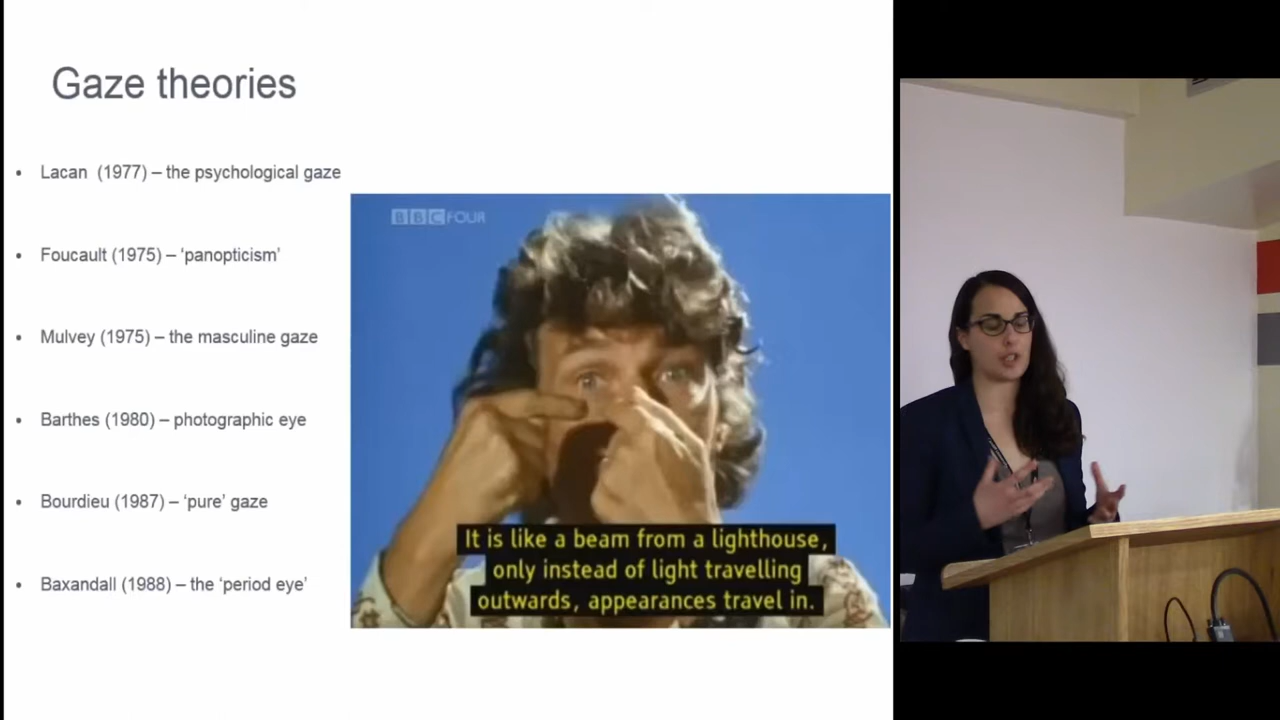 Gaze theories
• Lacan (1977) – the psychological gaze
• Foucault (1975) – ‘panopticism’
• Mulvey (1975) – the masculine gaze
• Barthes (1980) – photographic eye
• Bourdieu (1987) – ‘pure’ gaze
• Baxandall (1988) – the ‘period eye’
BBC FOUR
It is like a beam from a lighthouse,
only instead of light travelling
outwards, appearances travel in.